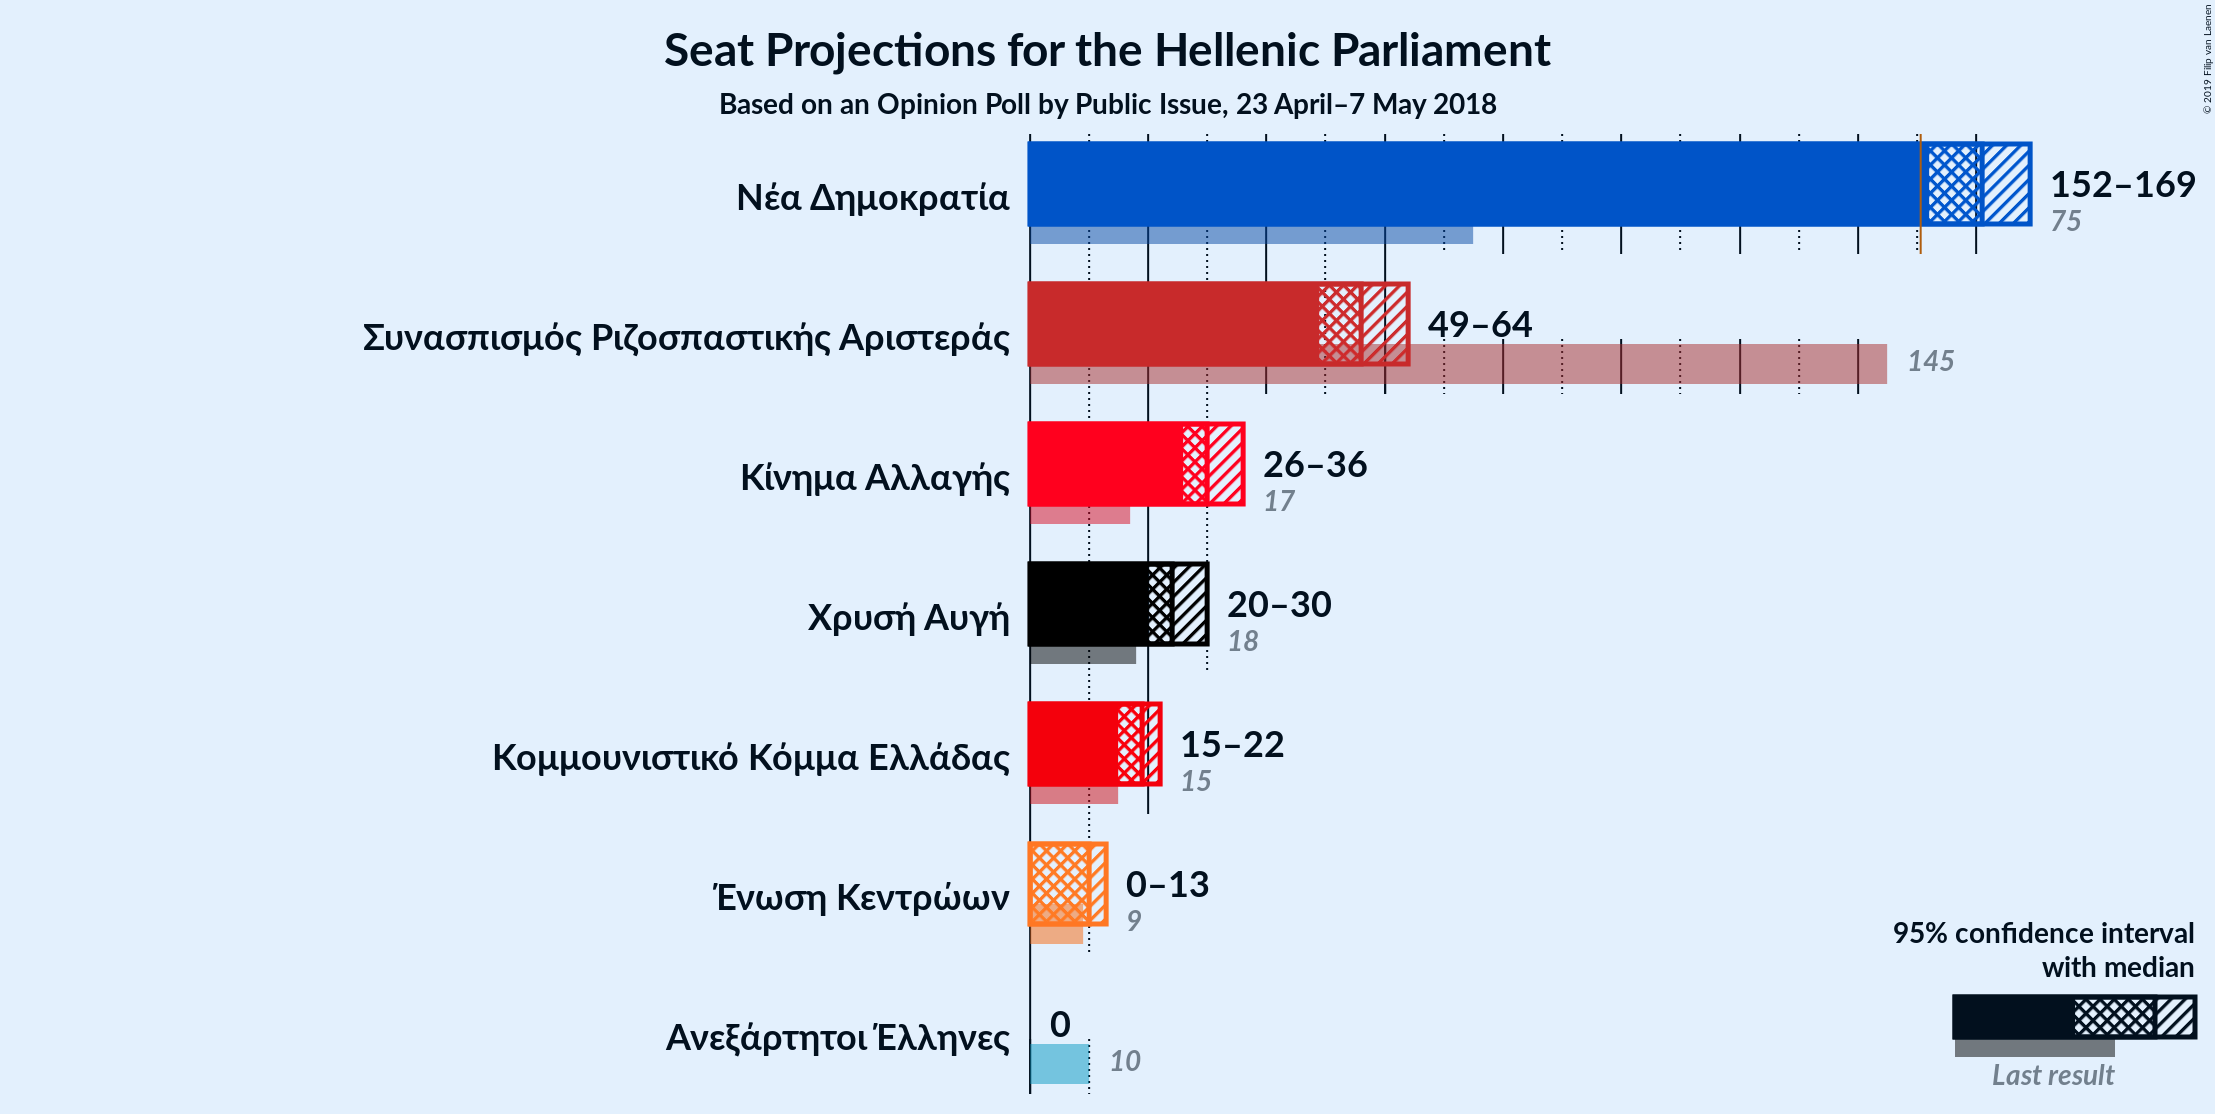 Seat Projections for the Hellenic Parliament
Based on an Opinion Poll by Public Issue, 23 April–7 May 2018
© 2019 Filip van Laenen
Νέα Δημοκρατία
152–169
75
Συνασπισμός Ριζοσπαστικής Αριστεράς
49–64
145
Κίνημα Αλλαγής
26–36
17
Χρυσή Αυγή
20–30
18
Κομμουνιστικό Κόμμα Ελλάδας
15–22
15
Ένωση Κεντρώων
0–13
9
Ανεξάρτητοι Έλληνες
0
10
95% confidence interval
with median
Last result